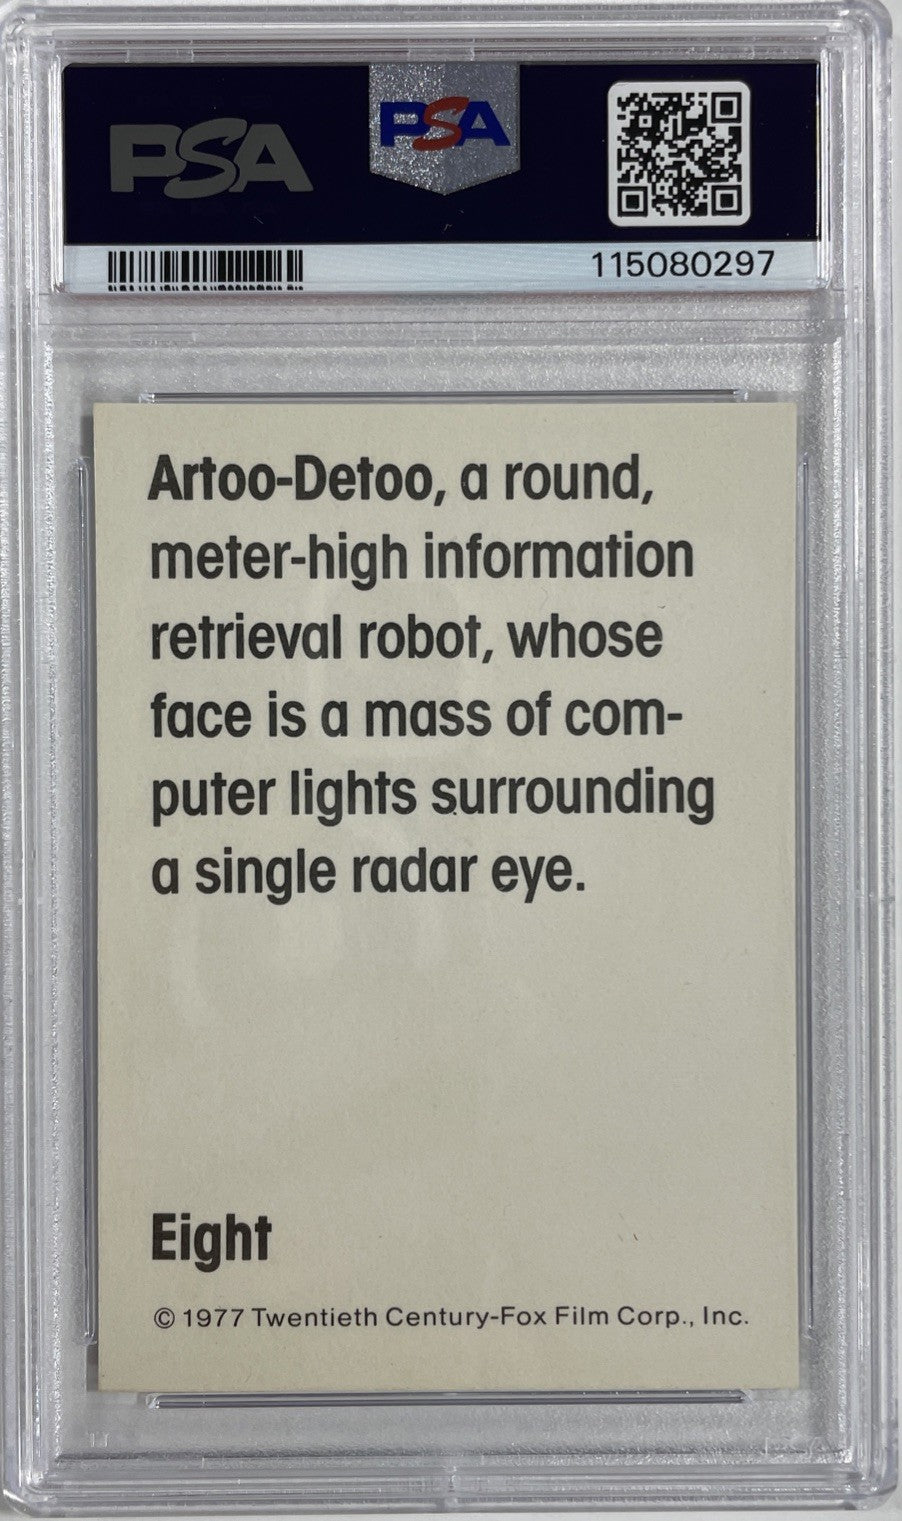 PSA
PSA
115080297
Artoo-Detoo, a round,
meter-high information
retrieval robot, whose
face is a mass of com-
puter lights surrounding
a single radar eye.
Eight
© 1977 Twentieth Century-Fox Film Corp., Inc.